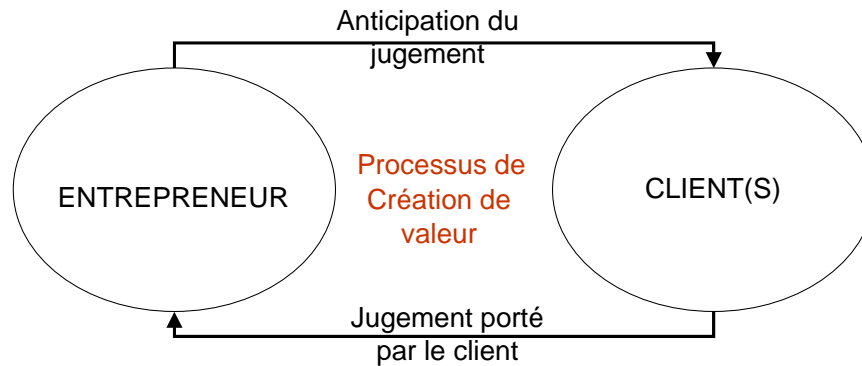 Anticipation du
jugement
ENTREPRENEUR
Processus de
Création de
valeur
CLIENT(S)
Jugement porté
par le client